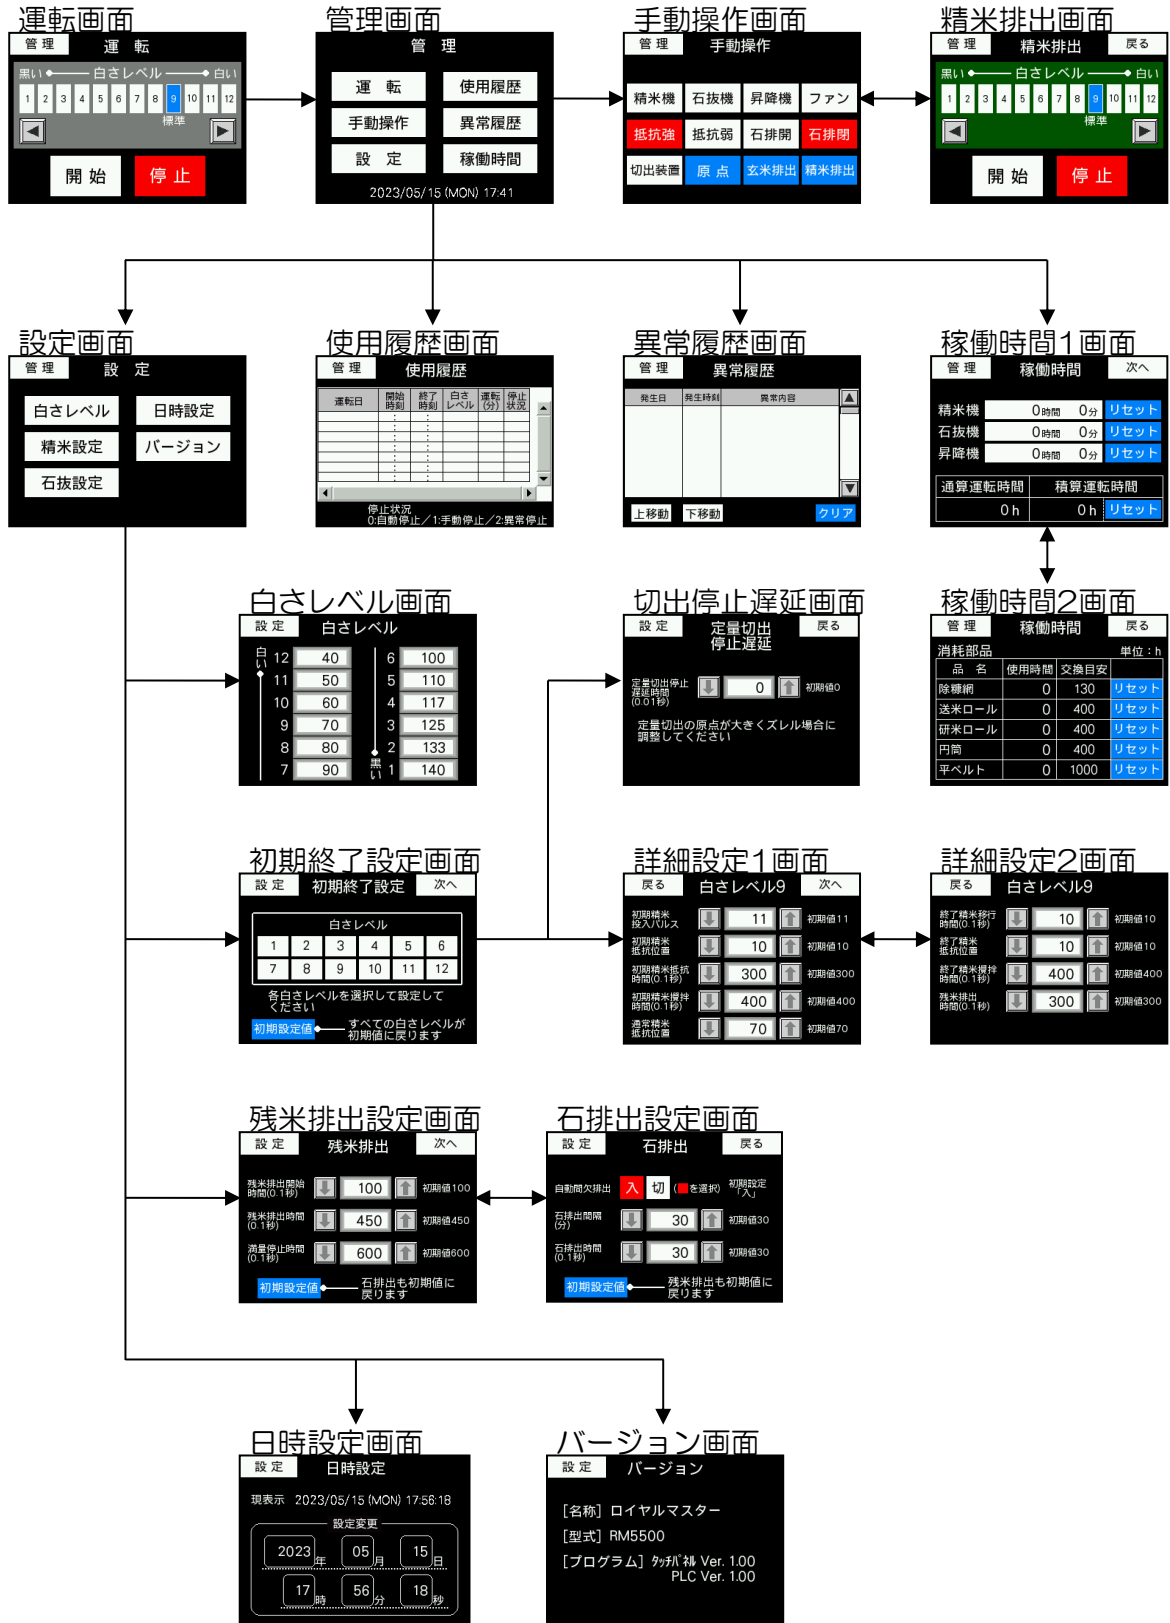 運転画面
管理 運 転
黒い 白さレベル 白い
1 2 3 4 5 6 7 8 9 10 11 12
標準
開 始 停 止
管理画面
管 理
運 転 使用履歴
手動操作 異常履歴
設 定 稼働時間
2023/05/15 (MON) 17:41
手動操作画面
管理 手動操作
精米機 石抜機 昇降機 ファン
抵抗強 抵抗弱 石排開 石排閉
切出装置 原 点 玄米排出 精米排出
精米排出画面
管理 精米排出 戻る
黒い 白さレベル 白い
1 2 3 4 5 6 7 8 9 10 11 12
標準
開 始 停 止
設定画面
管理 設 定
白さレベル 日時設定
精米設定 バージョン
石抜設定
使用履歴画面
管理 使用履歴
運転日 開始時刻 終了時刻 白さレベル 運転(分) 停止状況
停止状況
0:自動停止/1:手動停止/2:異常停止
異常履歴画面
管理 異常履歴
発生日 発生時刻 異常内容
上移動 下移動 クリア
稼働時間1画面
管理 稼働時間 次へ
精米機 0時間 0分 リセット
石抜機 0時間 0分 リセット
昇降機 0時間 0分 リセット
通算運転時間 積算運転時間
0h 0h リセット
白さレベル画面
設定 白さレベル
白い 12 40 6 100
11 50 5 110
10 60 4 117
9 70 3 125
8 80 2 133
7 90 黒い 1 140
切出停止遅延画面
設定 定量切出 戻る
停止遅延
定量切出停止
遅延時間
(0.01秒) 0 初期値0
定量切出の原点が大きくズレル場合に
調整してください
稼働時間2画面
管理 稼働時間 戻る
消耗部品 単位:h
品 名 使用時間 交換目安
除糠網 0 130 リセット
送米ロール 0 400 リセット
研米ロール 0 400 リセット
円筒 0 400 リセット
平ベルト 0 1000 リセット
初期終了設定画面
設定 初期終了設定 次へ
白さレベル
1 2 3 4 5 6
7 8 9 10 11 12
各白さレベルを選択して設定して
ください
初期設定値 すべての白さレベルが
初期値に戻ります
詳細設定1画面
戻る 白さレベル9 次へ
初期精米
投入パルス 11 初期値11
初期精米
抵抗位置 10 初期値10
初期精米抵抗
時間(0.1秒) 300 初期値300
初期精米攪拌
時間(0.1秒) 400 初期値400
通常精米
抵抗位置 70 初期値70
詳細設定2画面
戻る 白さレベル9
終了精米移行
時間(0.1秒) 10 初期値10
終了精米
抵抗位置 10 初期値10
終了精米攪拌
時間(0.1秒) 400 初期値400
残米排出
時間(0.1秒) 300 初期値300
残米排出設定画面
設定 残米排出 次へ
残米排出開始
時間(0.1秒) 100 初期値100
残米排出時間
(0.1秒) 450 初期値450
満量停止時間
(0.1秒) 600 初期値600
初期設定値 石排出も初期値に
戻ります
石排出設定画面
設定 石排出 戻る
自動間欠排出 入 切 (■を選択) 初期設定
「入」
石排出間隔
(分) 30 初期値30
石排出時間
(0.1秒) 30 初期値30
初期設定値 残米排出も初期値に
戻ります
日時設定画面
設定 日時設定
現表示 2023/05/15 (MON) 17:56:18
設定変更
2023年 05月 15日
17時 56分 18秒
バージョン画面
設定 バージョン
[名称] ロイヤルマスター
[型式] RM5500
[プログラム] タッチパネル Ver. 1.00
PLC Ver. 1.00